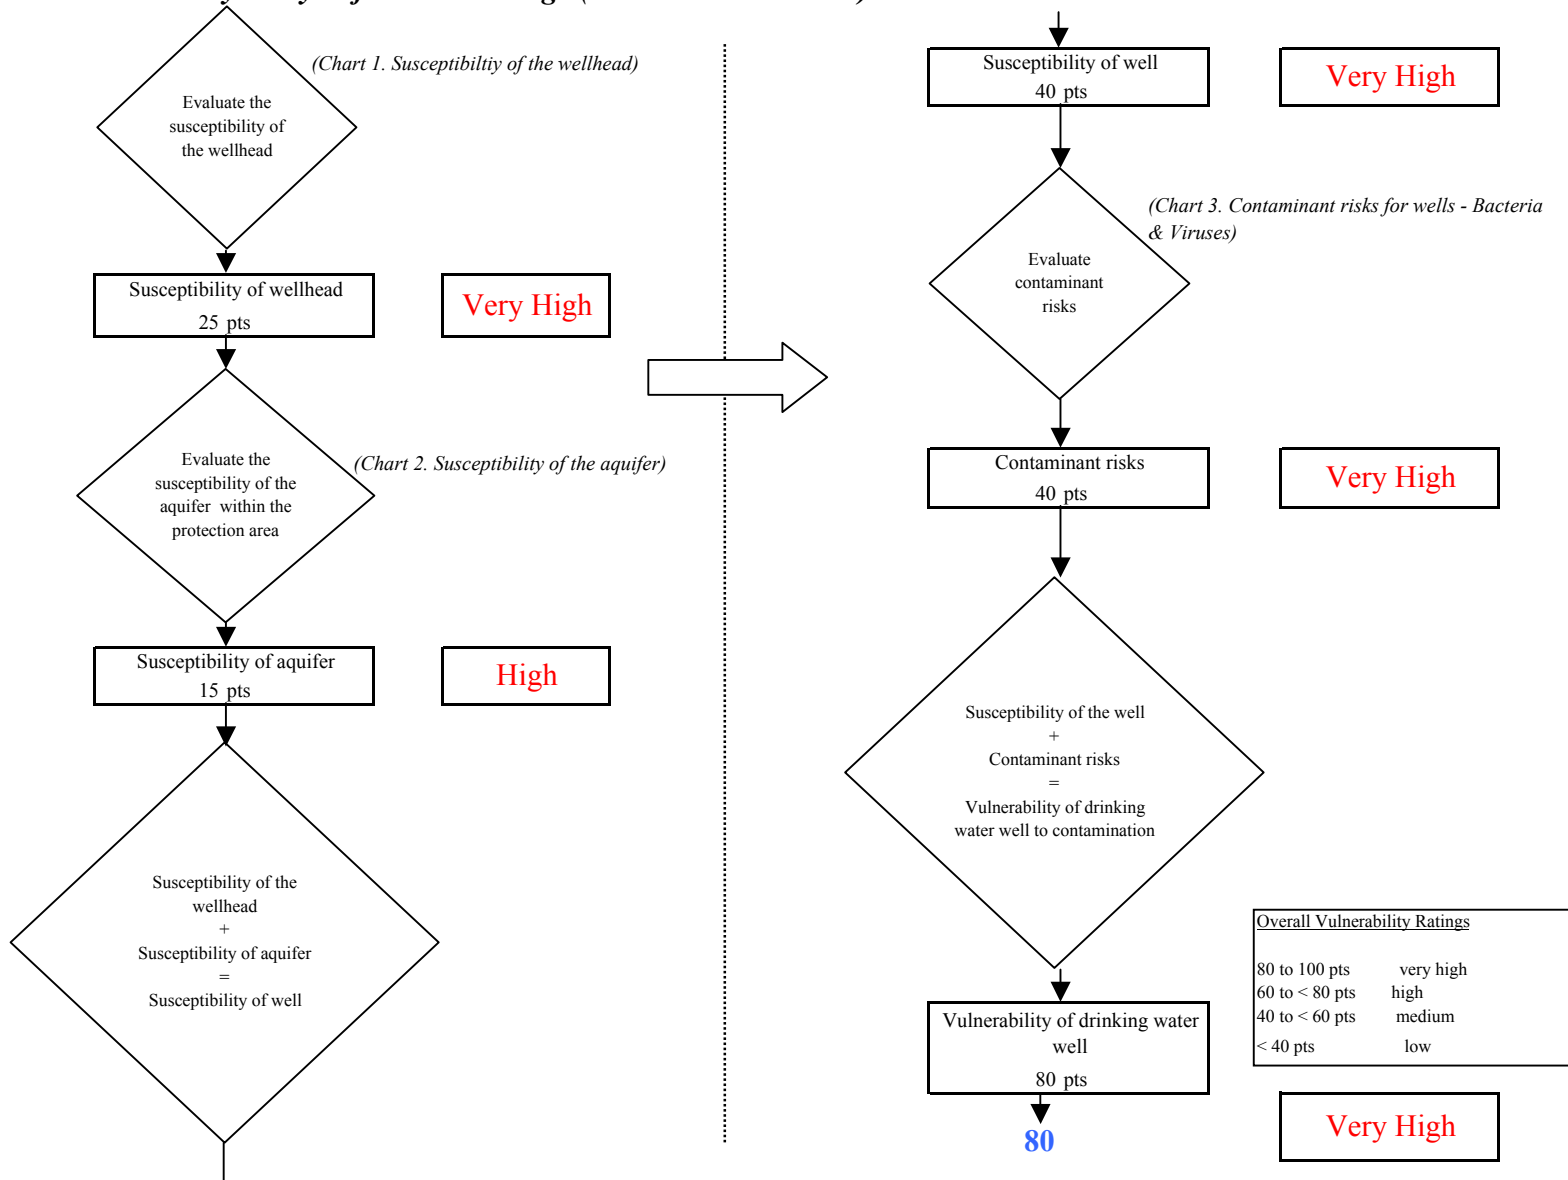 (Chart 1. Susceptibiltiy of the wellhead)
Evaluate the
susceptibility of
the wellhead
Susceptibility of wellhead
25 pts
Very High
Evaluate the
susceptibility of the
aquifer within the
protection area
(Chart 2. Susceptibility of the aquifer)
Susceptibility of aquifer
15 pts
High
Susceptibility of the
wellhead
+
Susceptibility of aquifer
=
Susceptibility of well
Susceptibility of well
40 pts
Very High
(Chart 3. Contaminant risks for wells - Bacteria
& Viruses)
Evaluate
contaminant
risks
Contaminant risks
40 pts
Very High
Susceptibility of the well
+
Contaminant risks
=
Vulnerability of drinking
water well to contamination
Overall Vulnerability Ratings
80 to 100 pts very high
60 to < 80 pts high
40 to < 60 pts medium
< 40 pts low
Vulnerability of drinking water
well
80 pts
80
Very High